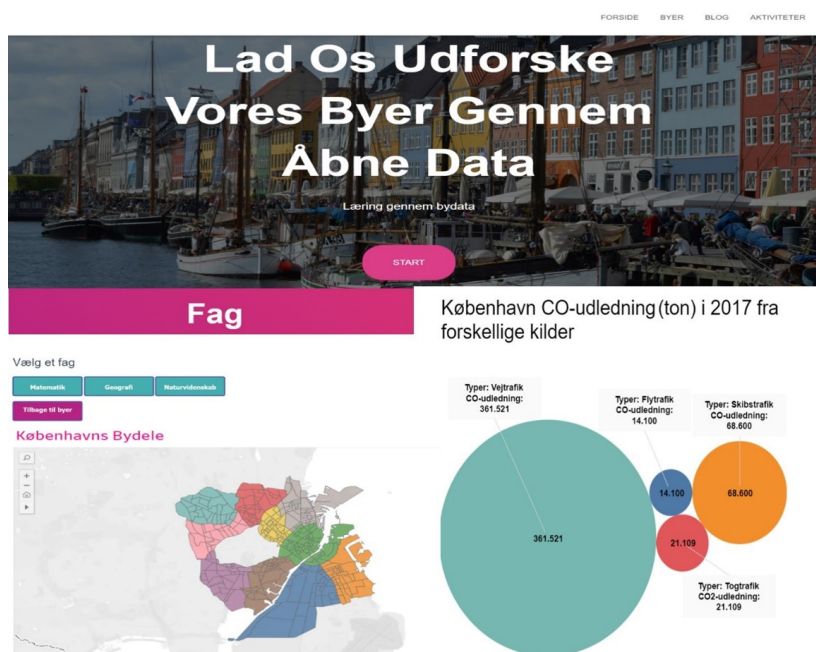 FORSIDE BYER BLOG AKTIVITETER
Lad Os Udforske
Vores Byer Gennem
Åbne Data
Læring gennem bydata
START
Fag
Vælg et fag
Matematik Geografi Naturvidenskab
Tilbage til byer
Københavns Bydele
København CO-udledning (ton) i 2017 fra
forskellige kilder
Typer: Vejtrafik
CO-udledning:
361.521
Typer: Flytrafik
CO-udledning:
14.100
Typer: Skibstrafik
CO-udledning:
68.600
361.521
14.100
68.600
21.109
Typer: Togtrafik
CO2-udledning:
21.109